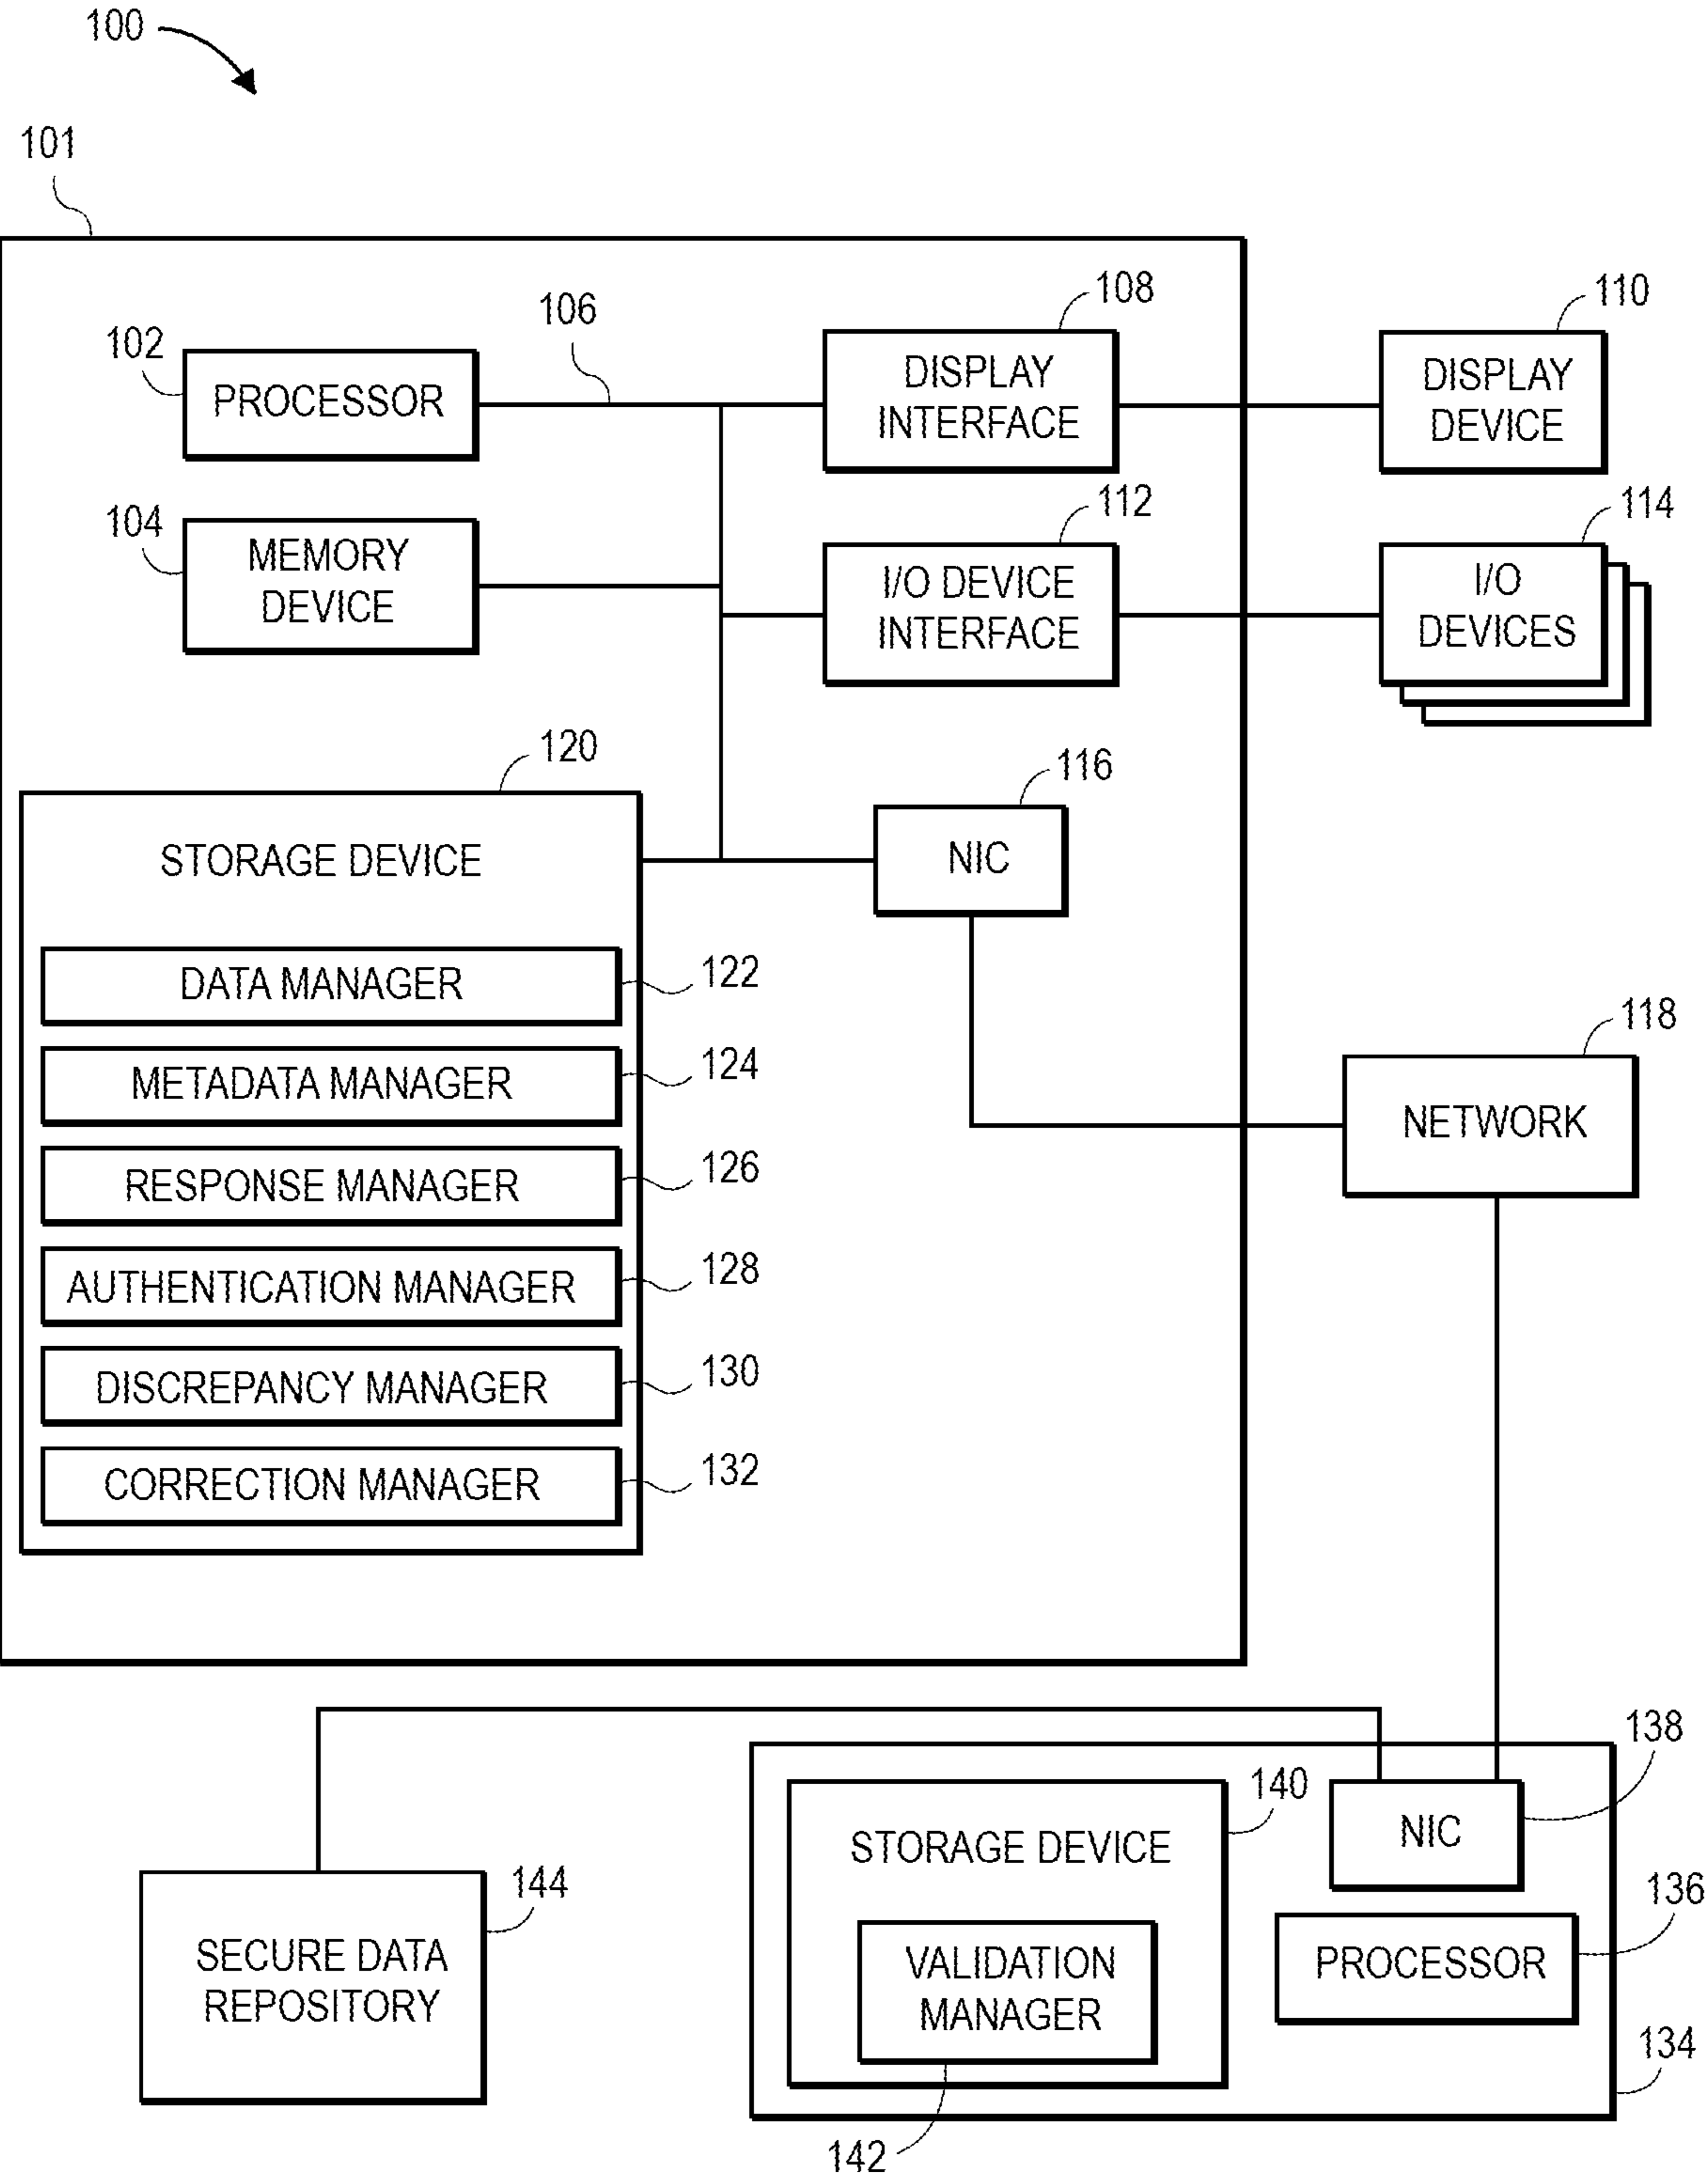 100
101
108
110
106
102
DISPLAY
INTERFACE
DISPLAY
DEVICE
PROCESSOR
112
114
104
MEMORY
DEVICE
I/O DEVICE
INTERFACE
I/O
DEVICES
120
116
STORAGE DEVICE
NIC
DATA MANAGER
122
118
METADATA MANAGER
124
NETWORK
RESPONSE MANAGER
126
AUTHENTICATION MANAGER
128
DISCREPANCY MANAGER
130
CORRECTION MANAGER
132
138
140
STORAGE DEVICE
NIC
144
136
SECURE DATA
REPOSITORY
VALIDATION
MANAGER
PROCESSOR
134
142